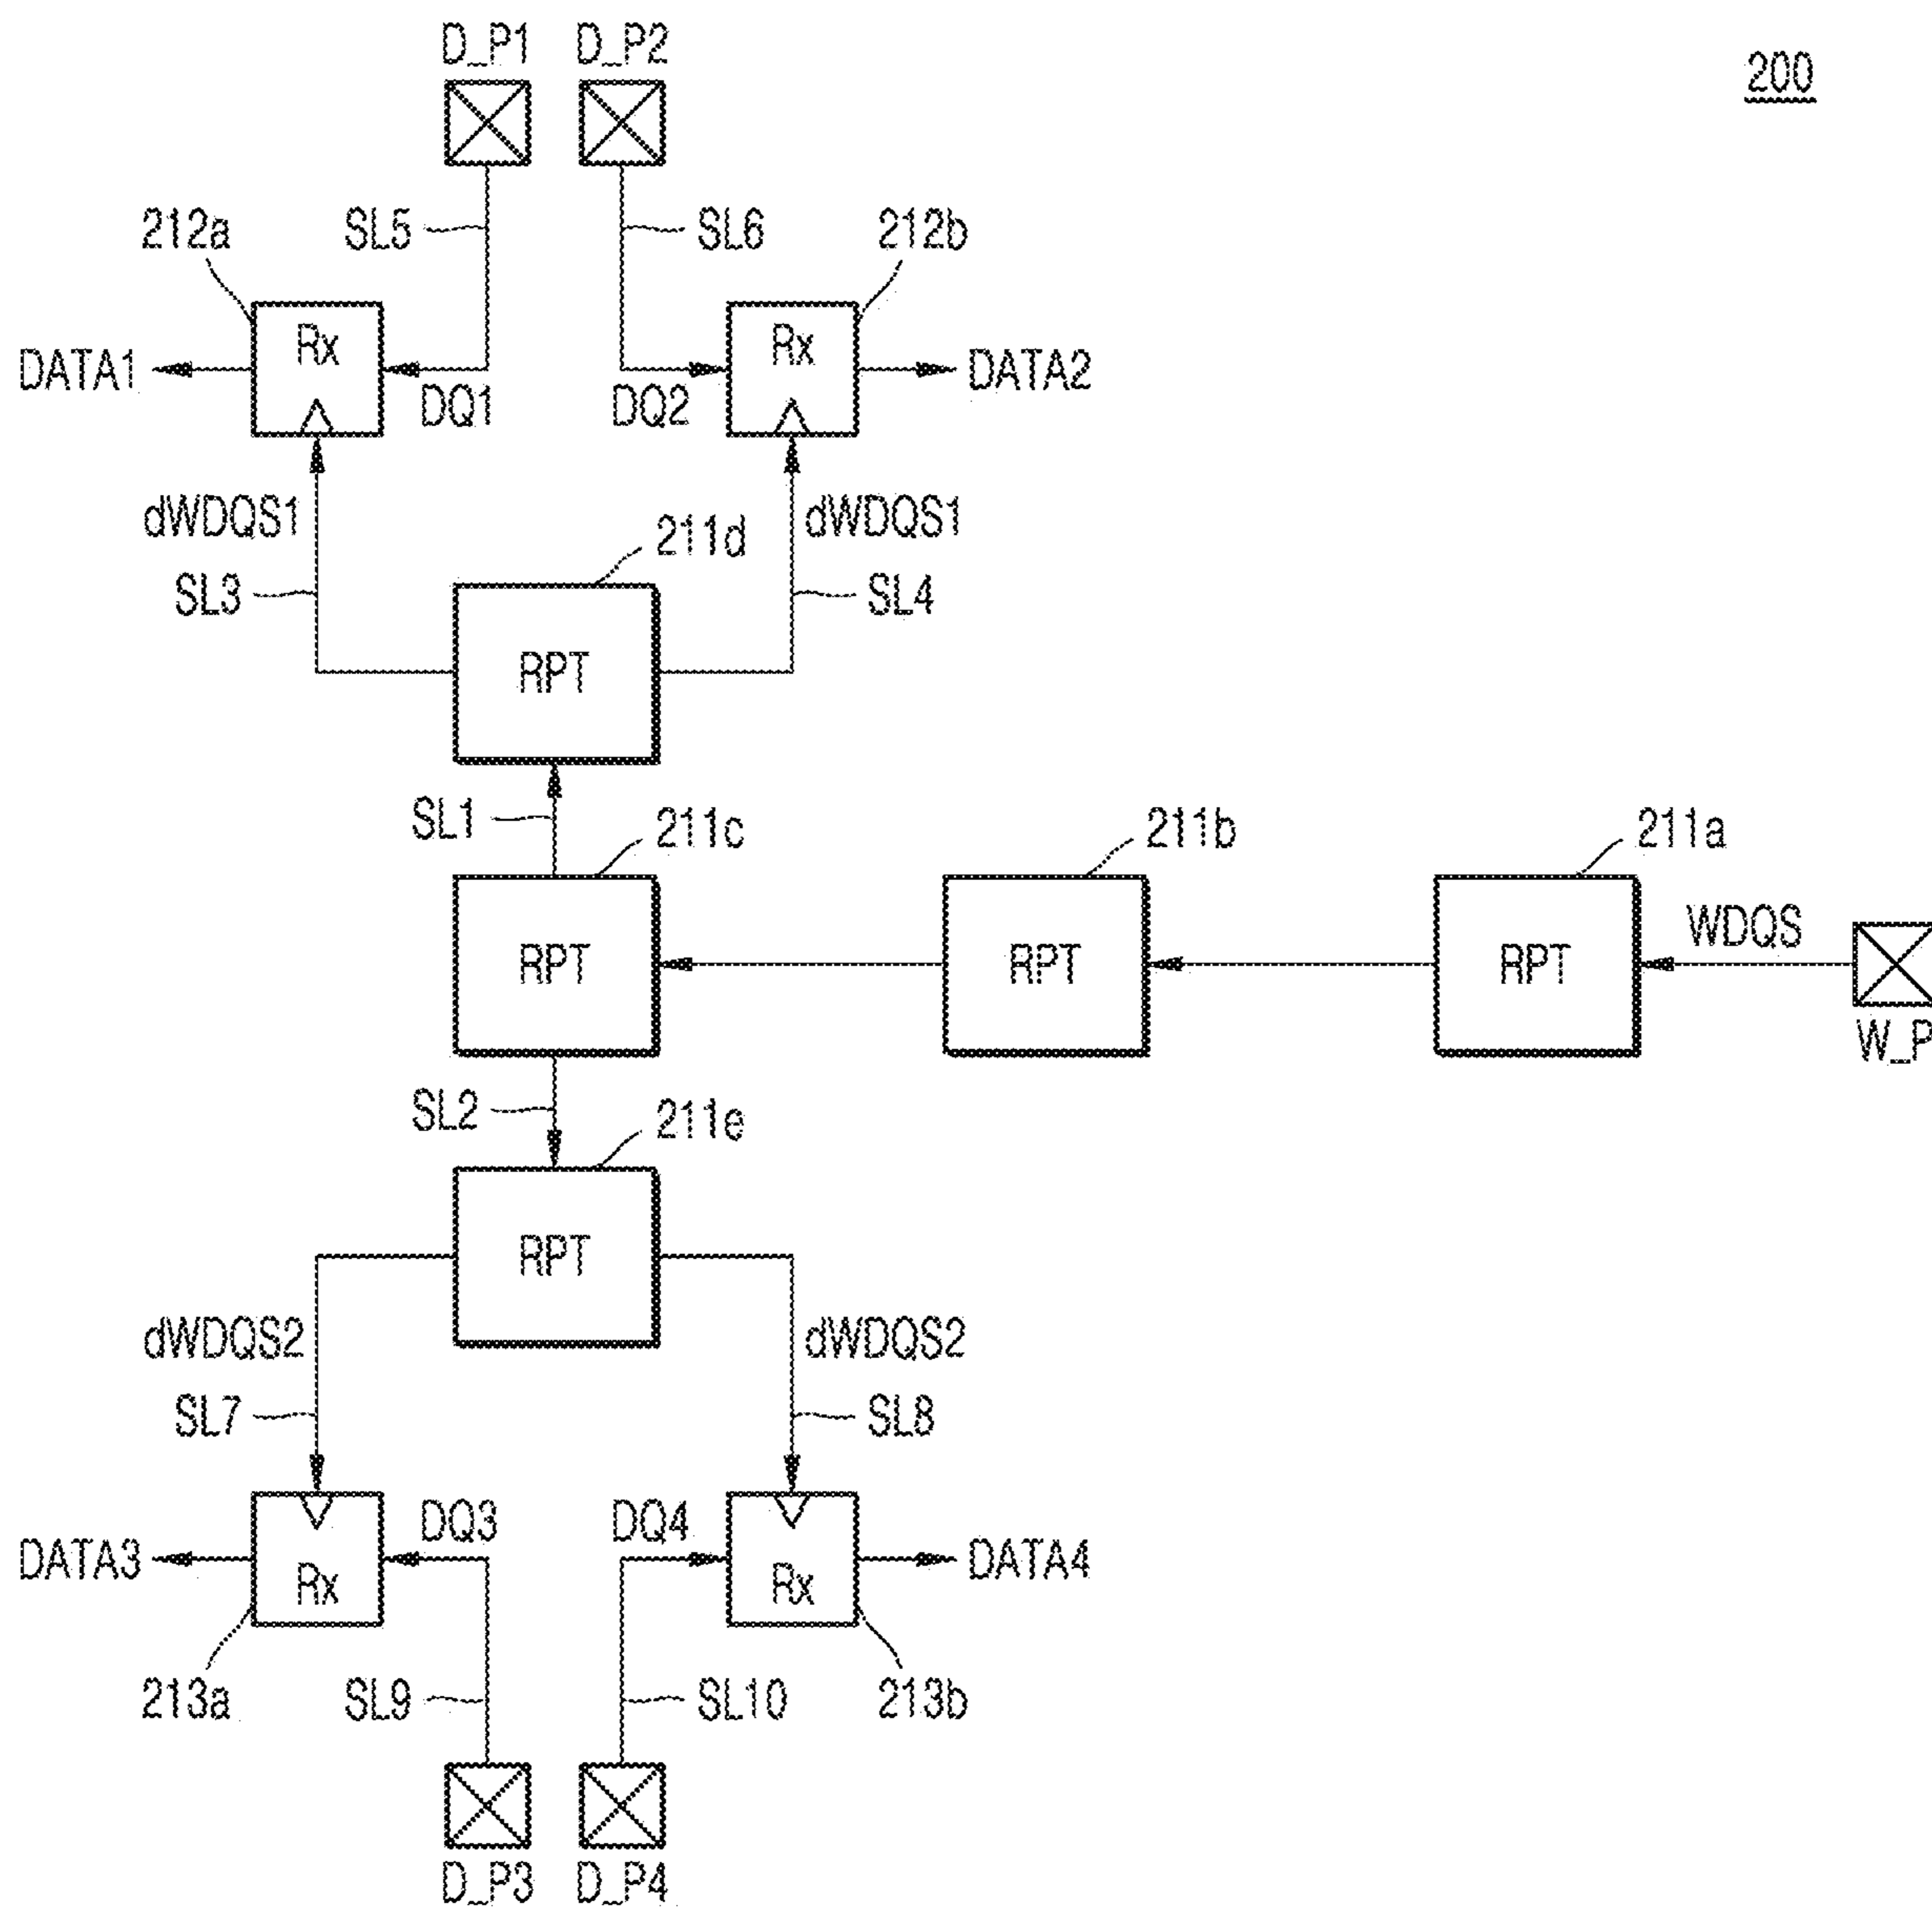 D_P1 D_P2
200
212a SL5 SL6 212b
Rx Rx
DATA1 DQ1 DQ2 DATA2
dWDQS1 dWDQS1
211d
SL3 SL4
RPT
SL1 211c 211b 211a
WDQS
RPT RPT RPT
W_P
SL2 211e
RPT
dWDQS2 dWDQS2
SL7 SL8
DQ3 DQ4
DATA3 Rx Rx DATA4
213a SL9 SL10 213b
D_P3 D_P4